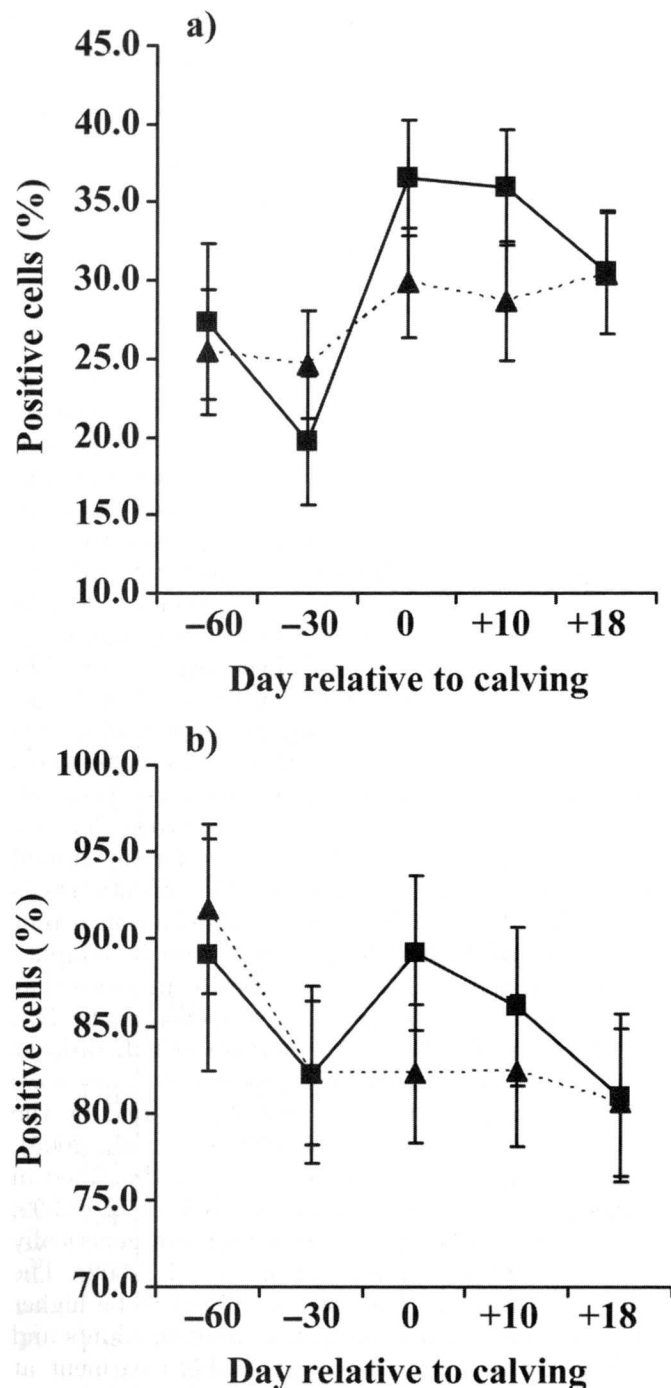 a)
45.0
40.0
35.0
30.0
25.0
20.0
15.0
10.0
Positive cells (%)
–60 –30 0 +10 +18
Day relative to calving
b)
100.0
95.0
90.0
85.0
80.0
75.0
70.0
Positive cells (%)
–60 –30 0 +10 +18
Day relative to calving